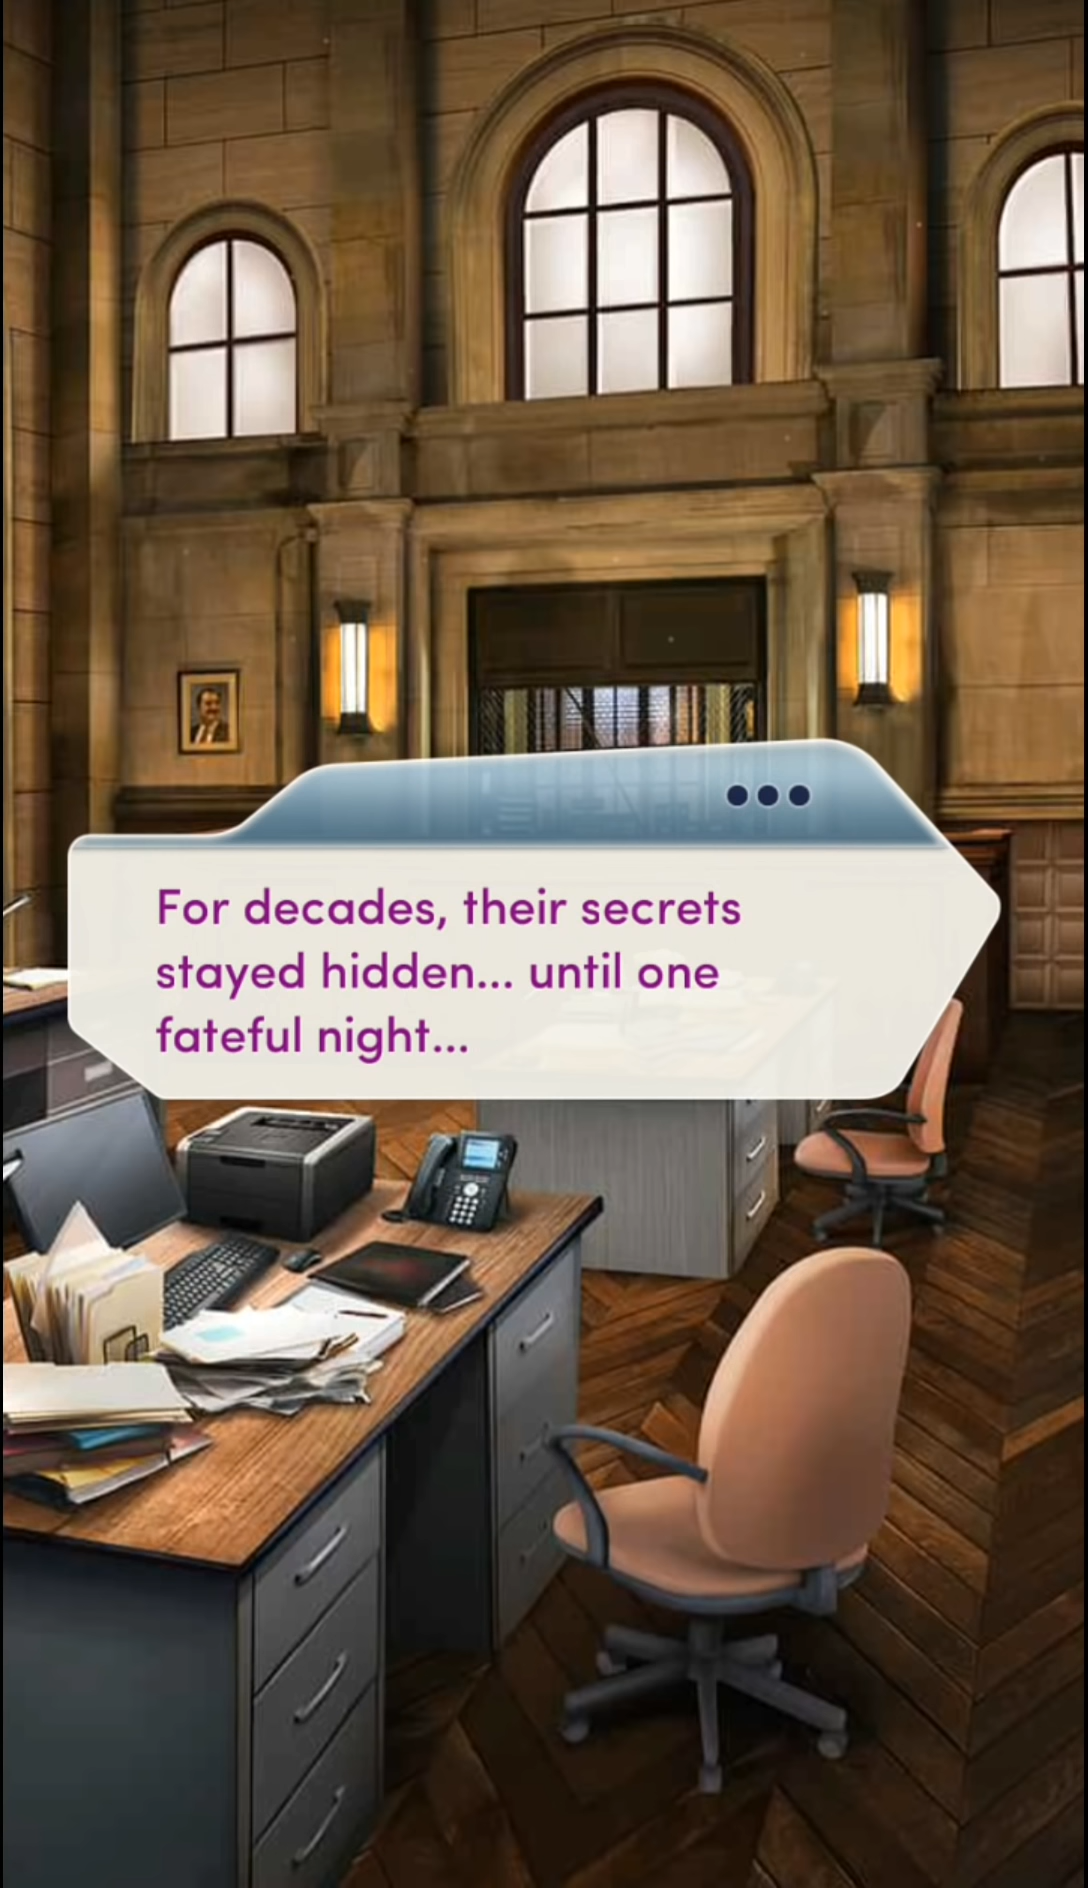 For decades, their secrets
stayed hidden... until one
fateful night...